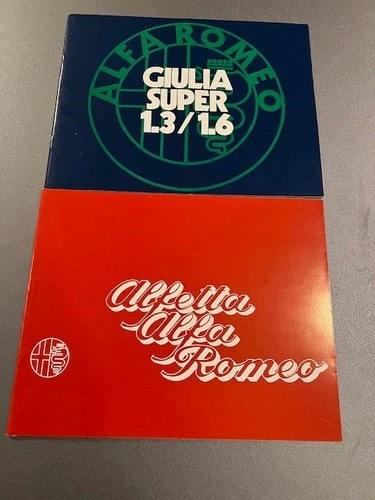 ALFA ROMEO
GIULIA
SUPER
1.3/1.6
Alfetta
Alfa
Romeo